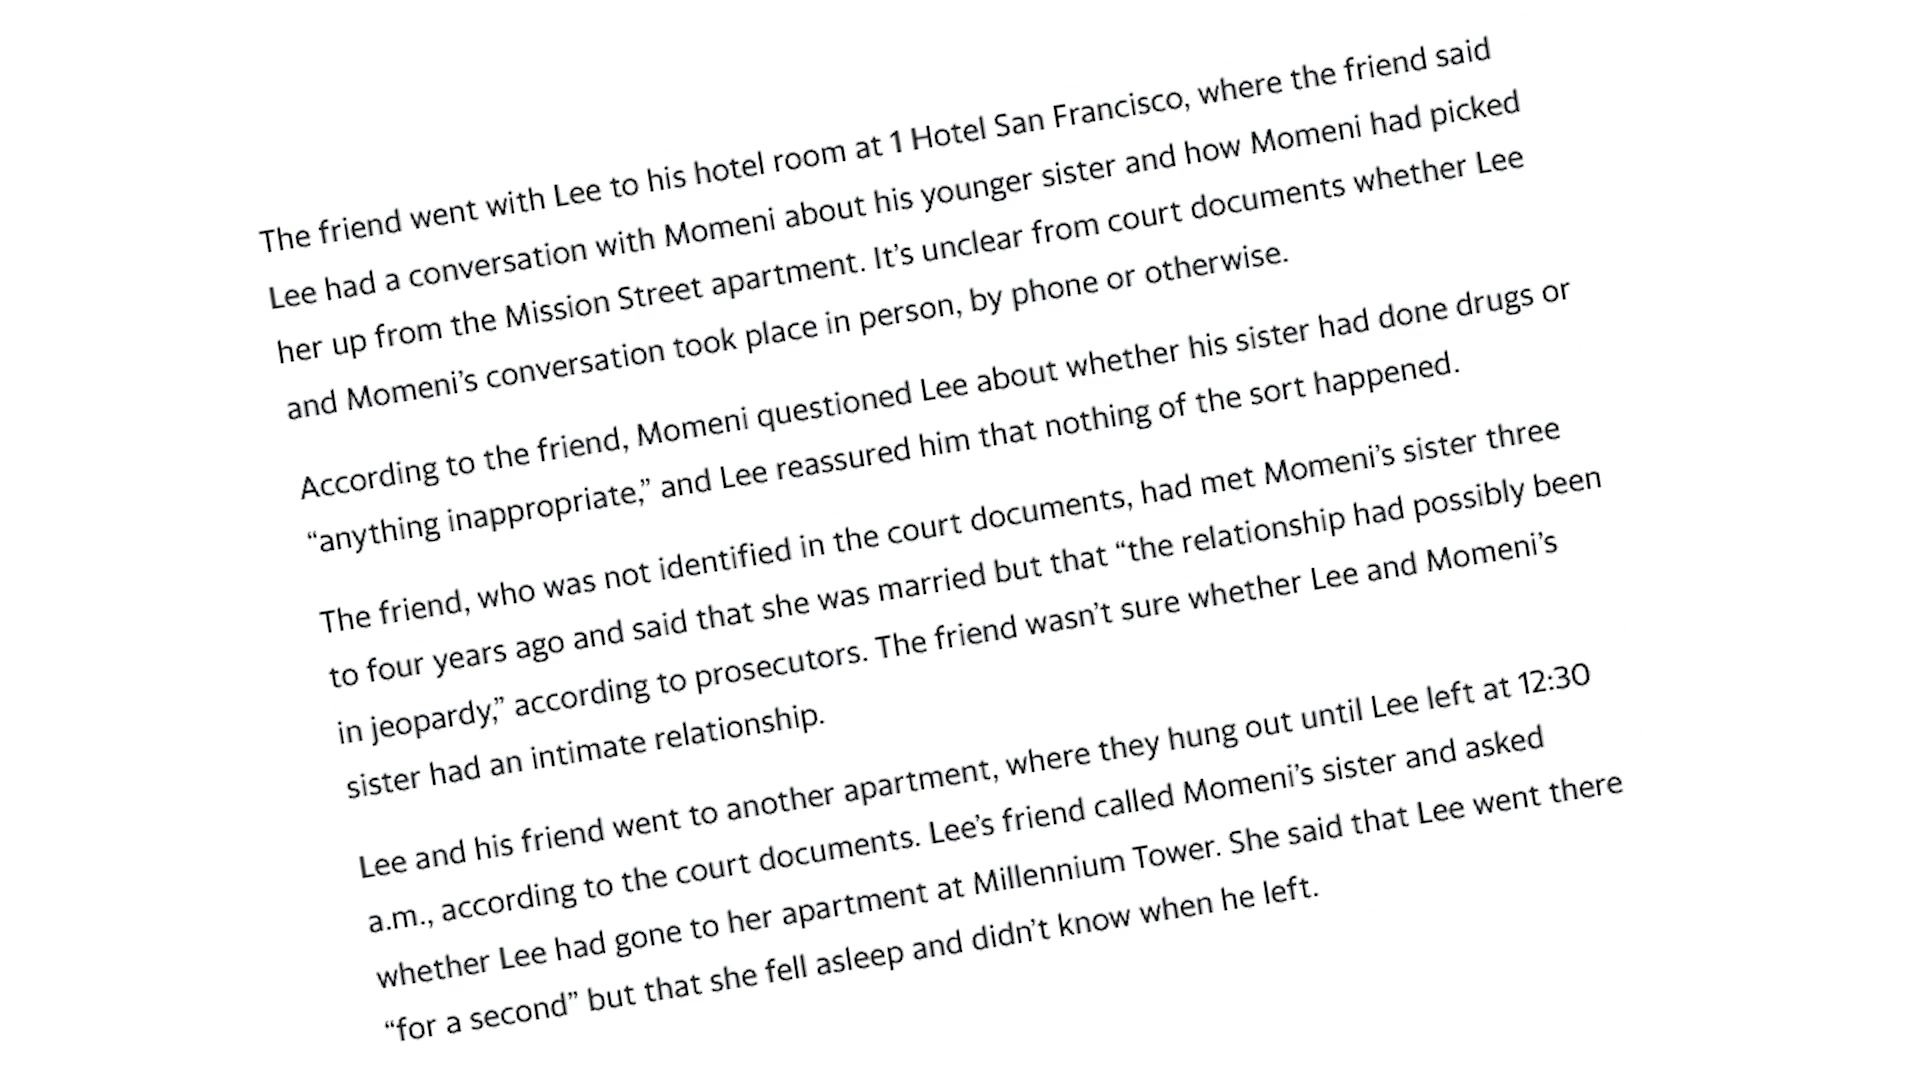 The friend went with Lee to his hotel room at 1 Hotel San Francisco, where the friend said
Lee had a conversation with Momeni about his younger sister and how Momeni had picked
her up from the Mission Street apartment. It’s unclear from court documents whether Lee
and Momeni’s conversation took place in person, by phone or otherwise.
According to the friend, Momeni questioned Lee about whether his sister had done drugs or
“anything inappropriate,” and Lee reassured him that nothing of the sort happened.
The friend, who was not identified in the court documents, had met Momeni’s sister three
to four years ago and said that she was married but that “the relationship had possibly been
in jeopardy,” according to prosecutors. The friend wasn’t sure whether Lee and Momeni’s
sister had an intimate relationship.
Lee and his friend went to another apartment, where they hung out until Lee left at 12:30
a.m., according to the court documents. Lee’s friend called Momeni’s sister and asked
whether Lee had gone to her apartment at Millennium Tower. She said that Lee went there
“for a second” but that she fell asleep and didn’t know when he left.